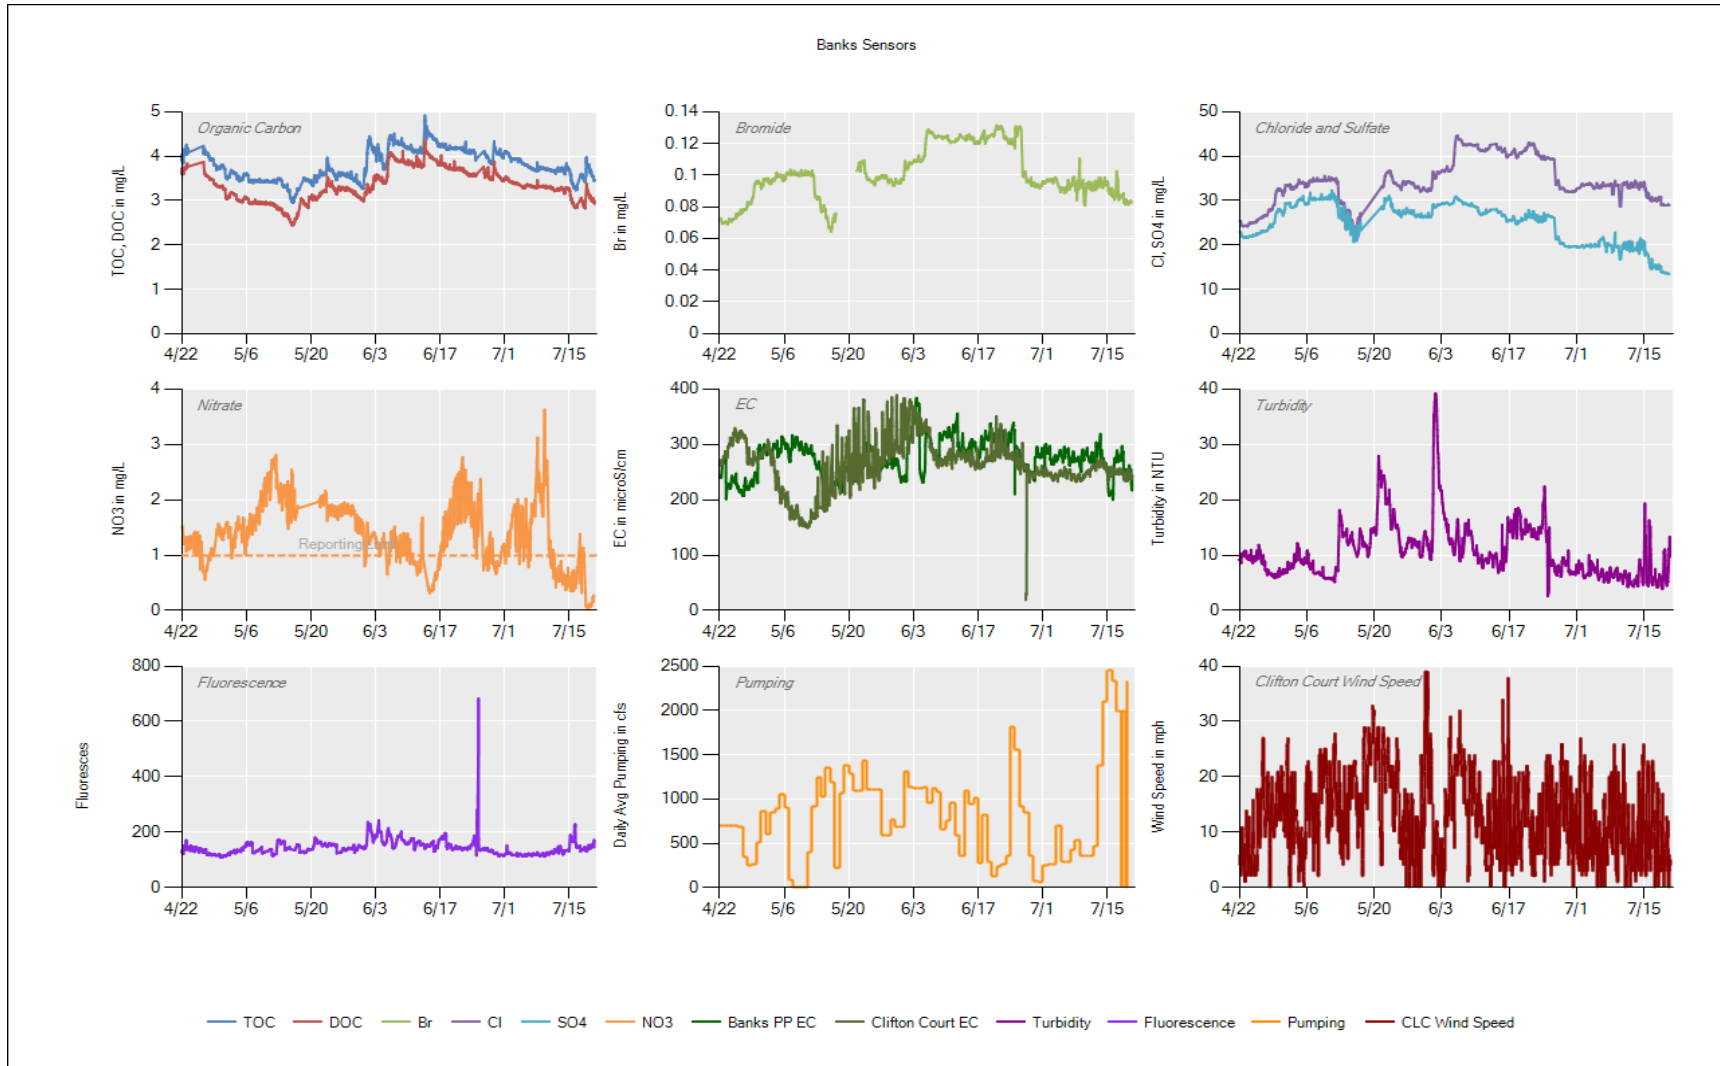 Banks Sensors
Organic Carbon
TOC, DOC in mg/L
5
4
3
2
1
0
4/22 5/6 5/20 6/3 6/17 7/1 7/15
Bromide
Br in mg/L
0.14
0.12
0.1
0.08
0.06
0.04
0.02
0
4/22 5/6 5/20 6/3 6/17 7/1 7/15
Chloride and Sulfate
Cl, SO4 in mg/L
50
40
30
20
10
0
4/22 5/6 5/20 6/3 6/17 7/1 7/15
Nitrate
NO3 in mg/L
4
3
2
1
0
Reporting Limit
4/22 5/6 5/20 6/3 6/17 7/1 7/15
EC
EC in microS/cm
400
300
200
100
0
4/22 5/6 5/20 6/3 6/17 7/1 7/15
Turbidity
Turbidity in NTU
40
30
20
10
0
4/22 5/6 5/20 6/3 6/17 7/1 7/15
Fluorescence
Fluoresces
800
600
400
200
0
4/22 5/6 5/20 6/3 6/17 7/1 7/15
Pumping
Daily Avg Pumping in cfs
2500
2000
1500
1000
500
0
4/22 5/6 5/20 6/3 6/17 7/1 7/15
Clifton Court Wind Speed
Wind Speed in mph
40
30
20
10
0
4/22 5/6 5/20 6/3 6/17 7/1 7/15
TOC DOC Br Cl SO4 NO3 Banks PP EC Clifton Court EC Turbidity Fluorescence Pumping CLC Wind Speed